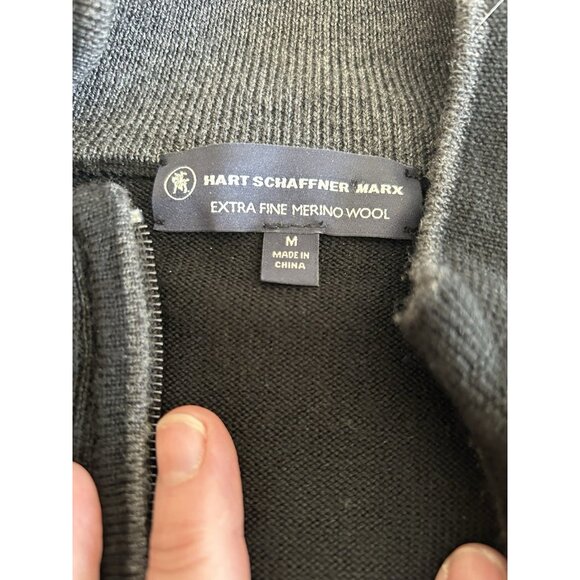 HART SCHAFFNER MARX
EXTRA FINE MERINO WOOL
M
MADE IN
CHINA